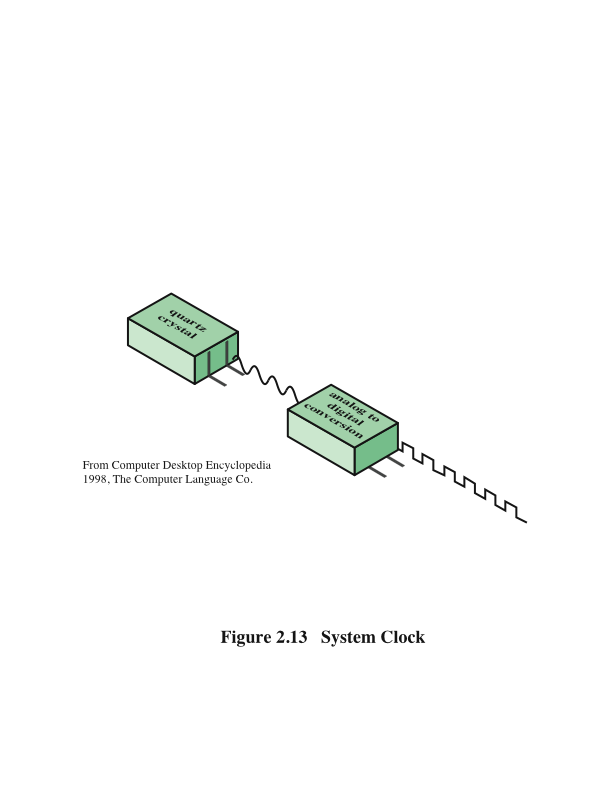 quartz
crystal
analog to
digital
conversion
From Computer Desktop Encyclopedia
1998, The Computer Language Co.
Figure 2.13 System Clock